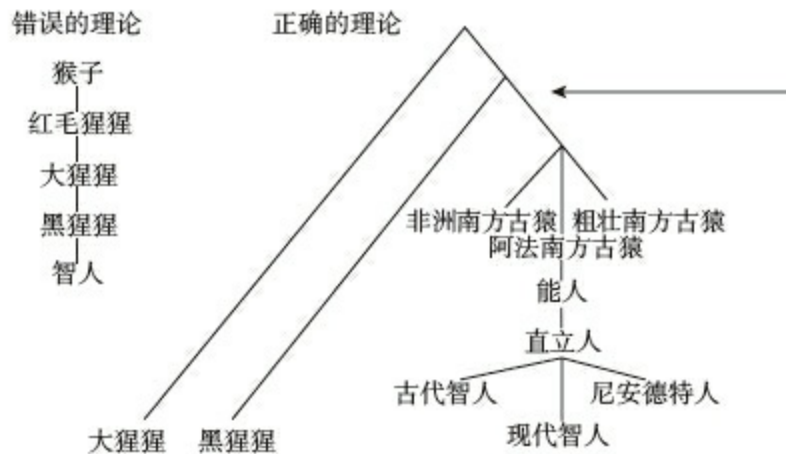 错误的理论
猴子
红毛猩猩
大猩猩
黑猩猩
智人
正确的理论
非洲南方古猿 粗壮南方古猿
阿法南方古猿
能人
直立人
古代智人 尼安德特人
现代智人
大猩猩 黑猩猩